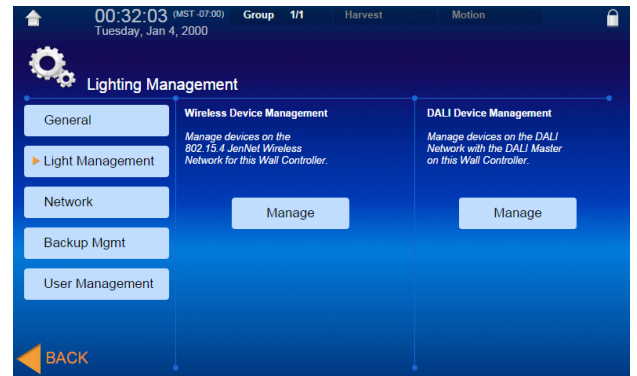 00:32:03 (MST -07:00) Group 1/1 Harvest Motion
Tuesday, Jan 4, 2000
Lighting Management
General
Light Management
Network
Backup Mgmt
User Management
BACK
Wireless Device Management
Manage devices on the
802.15.4 JenNet Wireless
Network for this Wall Controller.
Manage
DALI Device Management
Manage devices on the DALI
Network with the DALI Master
on this Wall Controller.
Manage